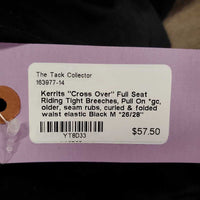 The Tack Collector
163977-14
Kerrits "Cross Over" Full Seat
Riding Tight Breeches, Pull On *gc,
older, seam rubs, curled & folded
waist elastic Black M *26/28"
YT8D33
$57.50